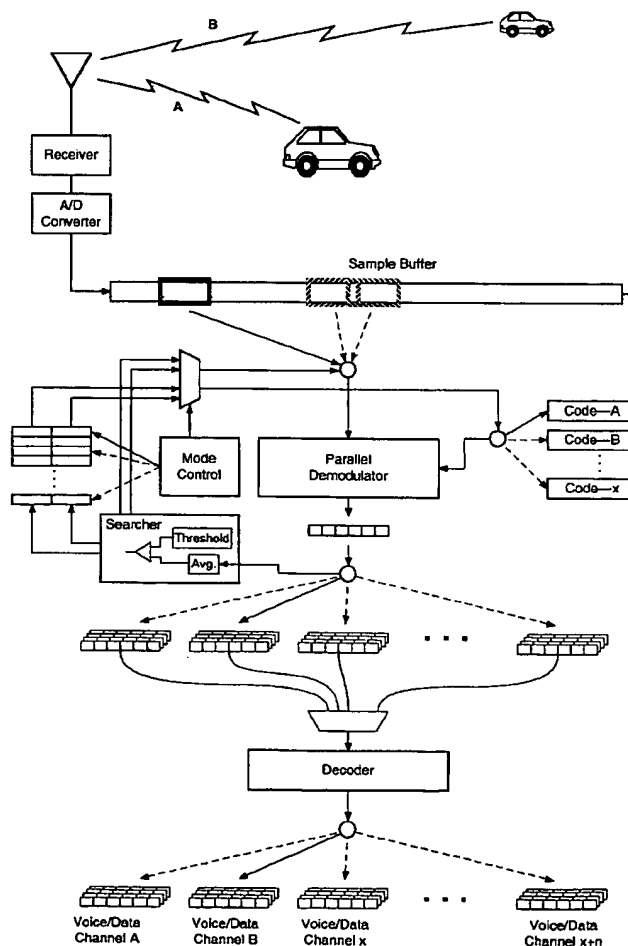 B
A
Receiver
A/D
Converter
Sample Buffer
Code—A
Code—B
Code—x
Mode
Control
Parallel
Demodulator
Searcher
Threshold
Avg.
Decoder
Voice/Data
Channel A
Voice/Data
Channel B
Voice/Data
Channel x
Voice/Data
Channel x+n